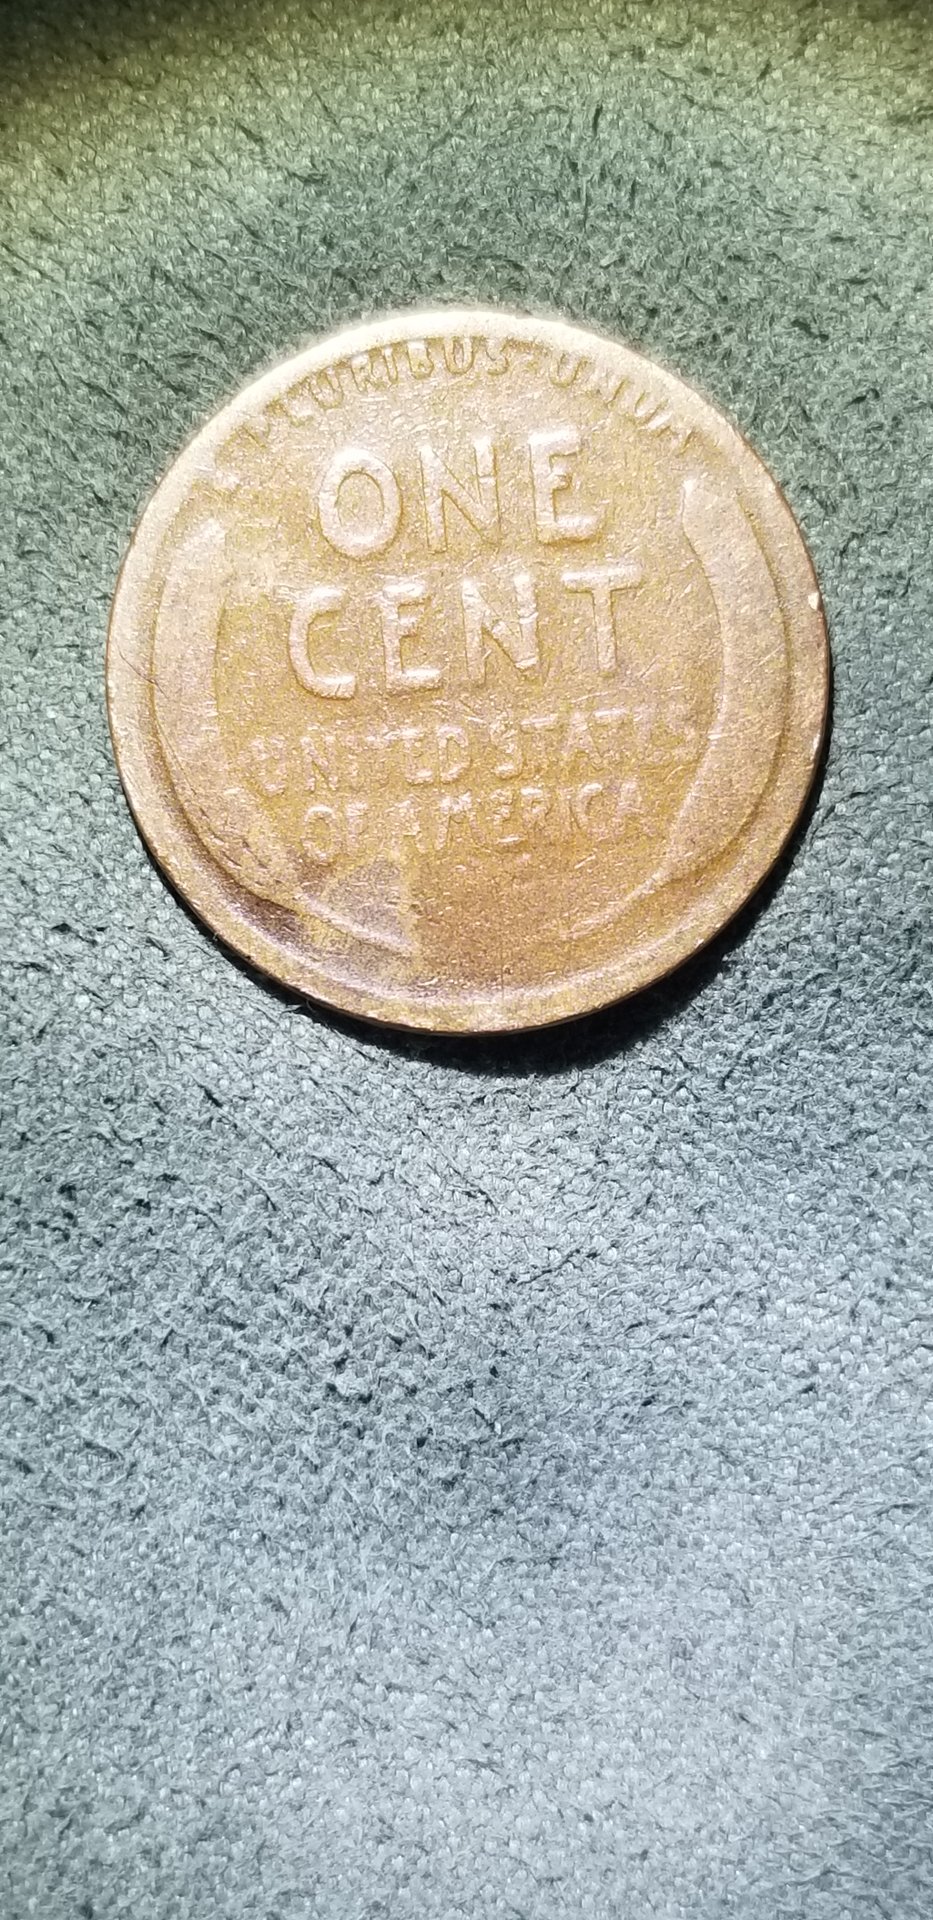 PLURIBUS · UNUM
ONE
CENT
UNITED STATES
OF AMERICA